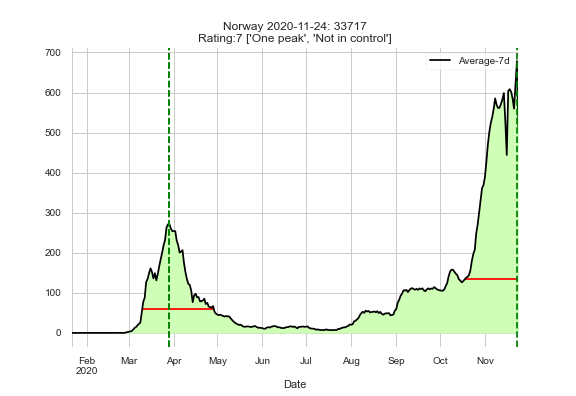 Norway 2020-11-24: 33717
Rating:7 ['One peak', 'Not in control']
Average-7d
700
600
500
400
300
200
100
0
Feb Mar Apr May Jun Jul Aug Sep Oct Nov
2020
Date